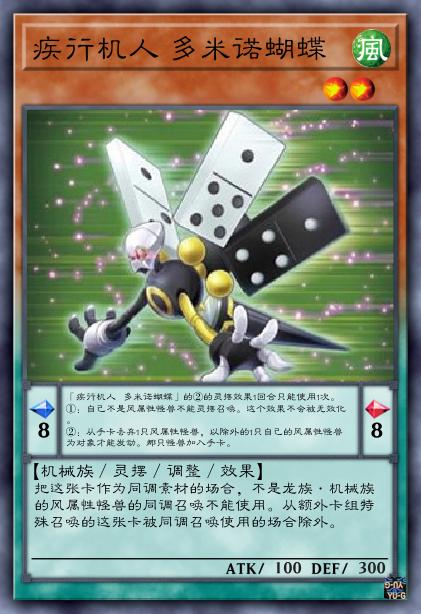 疾行机人 多米诺蝴蝶
風
「疾行机人 多米诺蝴蝶」的②的灵摆效果1回合只能使用1次。
①：自己不是风属性怪兽不能灵摆召唤。这个效果不会被无效化
。
②：从手卡丢弃1只风属性怪兽，以除外的1只自己的风属性怪兽
为对象才能发动。那只怪兽加入手卡。
8
8
【机械族／灵摆／调整／效果】
把这张卡作为同调素材的场合，不是龙族·机械族
的风属性怪兽的同调召唤不能使用。从额外卡组特
殊召唤的这张卡被同调召唤使用的场合除外。
ATK/ 100 DEF/ 300
YU-G